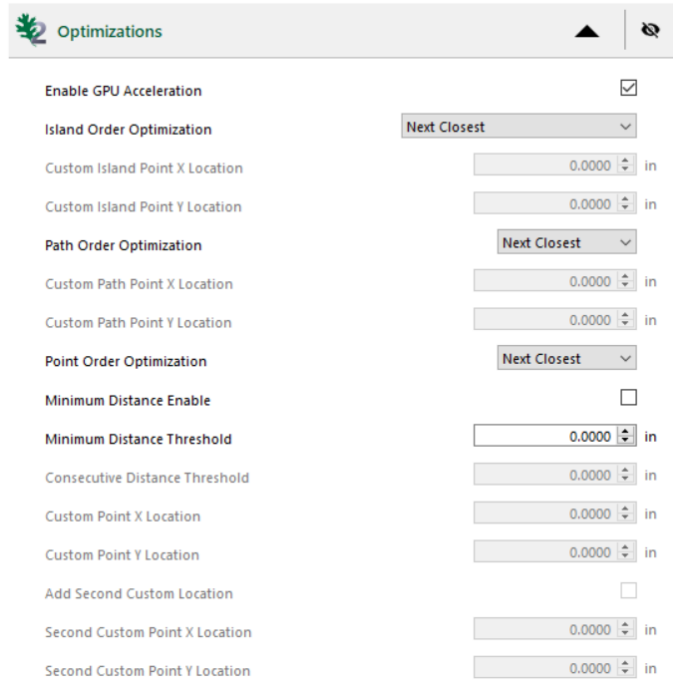 2 Optimizations
Enable GPU Acceleration
Island Order Optimization Next Closest
Custom Island Point X Location 0.0000 in
Custom Island Point Y Location 0.0000 in
Path Order Optimization Next Closest
Custom Path Point X Location 0.0000 in
Custom Path Point Y Location 0.0000 in
Point Order Optimization Next Closest
Minimum Distance Enable
Minimum Distance Threshold 0.0000 in
Consecutive Distance Threshold 0.0000 in
Custom Point X Location 0.0000 in
Custom Point Y Location 0.0000 in
Add Second Custom Location
Second Custom Point X Location 0.0000 in
Second Custom Point Y Location 0.0000 in